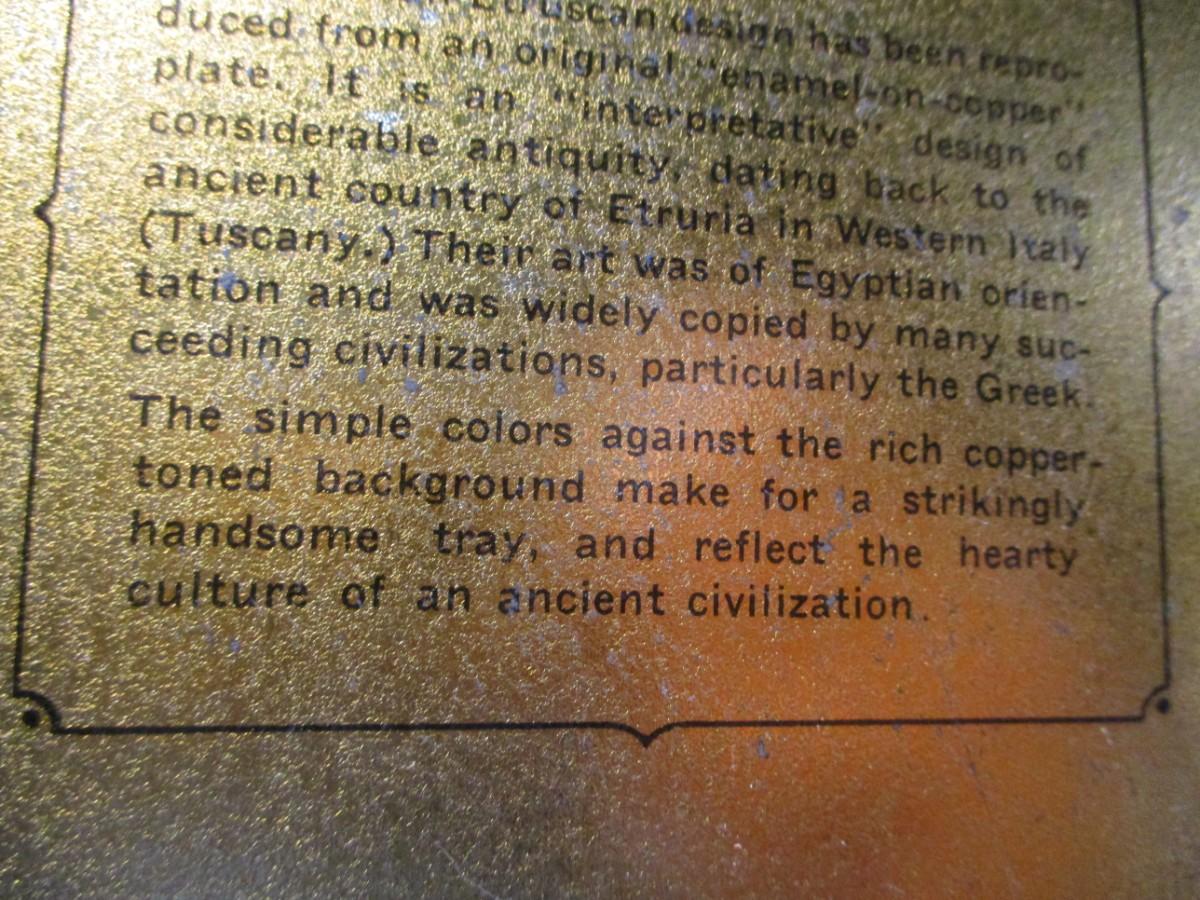 Etruscan design has been repro-
duced from an original "enamel-on-copper"
plate. It is an "interpretative" design of
considerable antiquity, dating back to the
ancient country of Etruria in Western Italy
(Tuscany.) Their art was of Egyptian orien-
tation and was widely copied by many suc-
ceeding civilizations, particularly the Greek.
The simple colors against the rich copper-
toned background make for a strikingly
handsome tray, and reflect the hearty
culture of an ancient civilization.